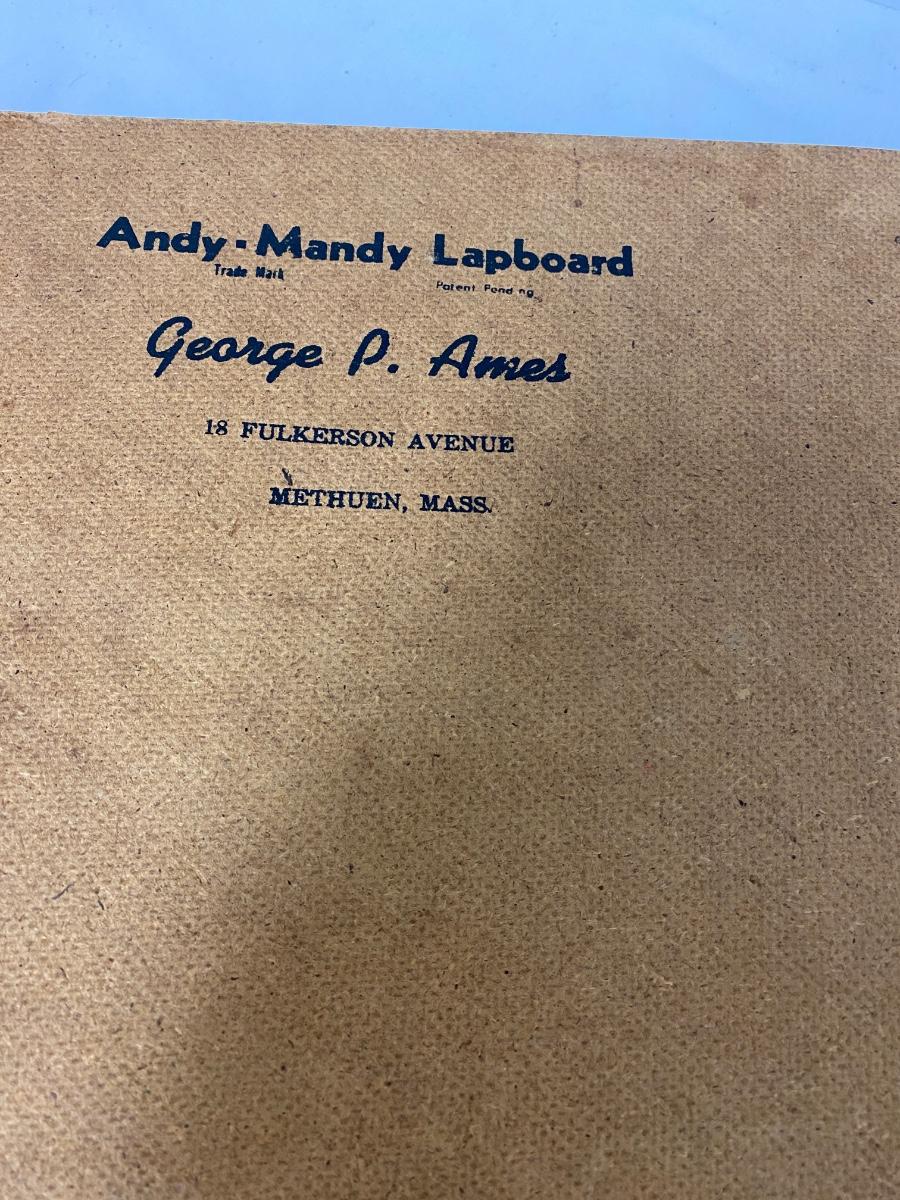 Andy - Mandy Lapboard
Trade Mark
Patent Pending
George P. Ames
18 FULKERSON AVENUE
METHUEN, MASS.